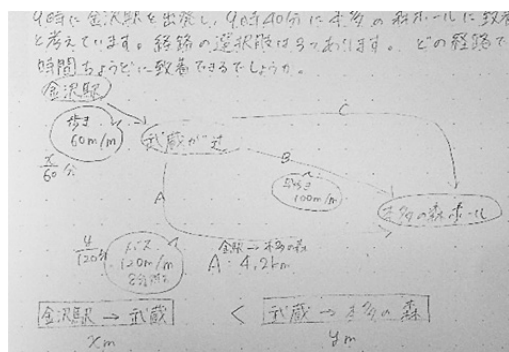 9時に金沢駅を出発し、9時40分に本多の森ホールに到着
と考えています。経路の選択肢は3つあります。どの経路で
時間ちょうどに到着できるでしょうか。
金沢駅
歩き
60m/m
武蔵が辻
C
B
x/60 分
早歩き
100m/m
A
本多の森ホール
y/120分
バス
120m/m
金沢駅→本多の森
A:4.2km
金沢駅→武蔵 < 武蔵→本多の森
xm ym